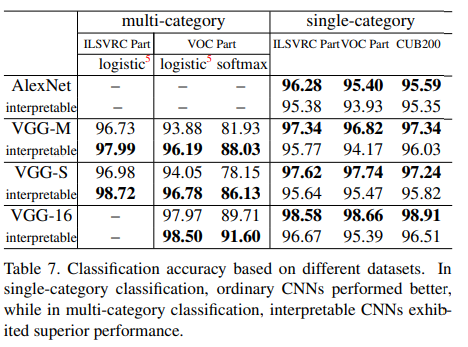 multi-category single-category
ILSVRC Part VOC Part ILSVRC Part VOC Part CUB200
logistic5 logistic5 softmax
AlexNet – – – 96.28 95.40 95.59
interpretable – – – 95.38 93.93 95.35
VGG-M 96.73 93.88 81.93 97.34 96.82 97.34
interpretable 97.99 96.19 88.03 95.77 94.17 96.03
VGG-S 96.98 94.05 78.15 97.62 97.74 97.24
interpretable 98.72 96.78 86.13 95.64 95.47 95.82
VGG-16 – 97.97 89.71 98.58 98.66 98.91
interpretable – 98.50 91.60 96.67 95.39 96.51
Table 7. Classification accuracy based on different datasets. In
single-category classification, ordinary CNNs performed better,
while in multi-category classification, interpretable CNNs exhib-
ited superior performance.